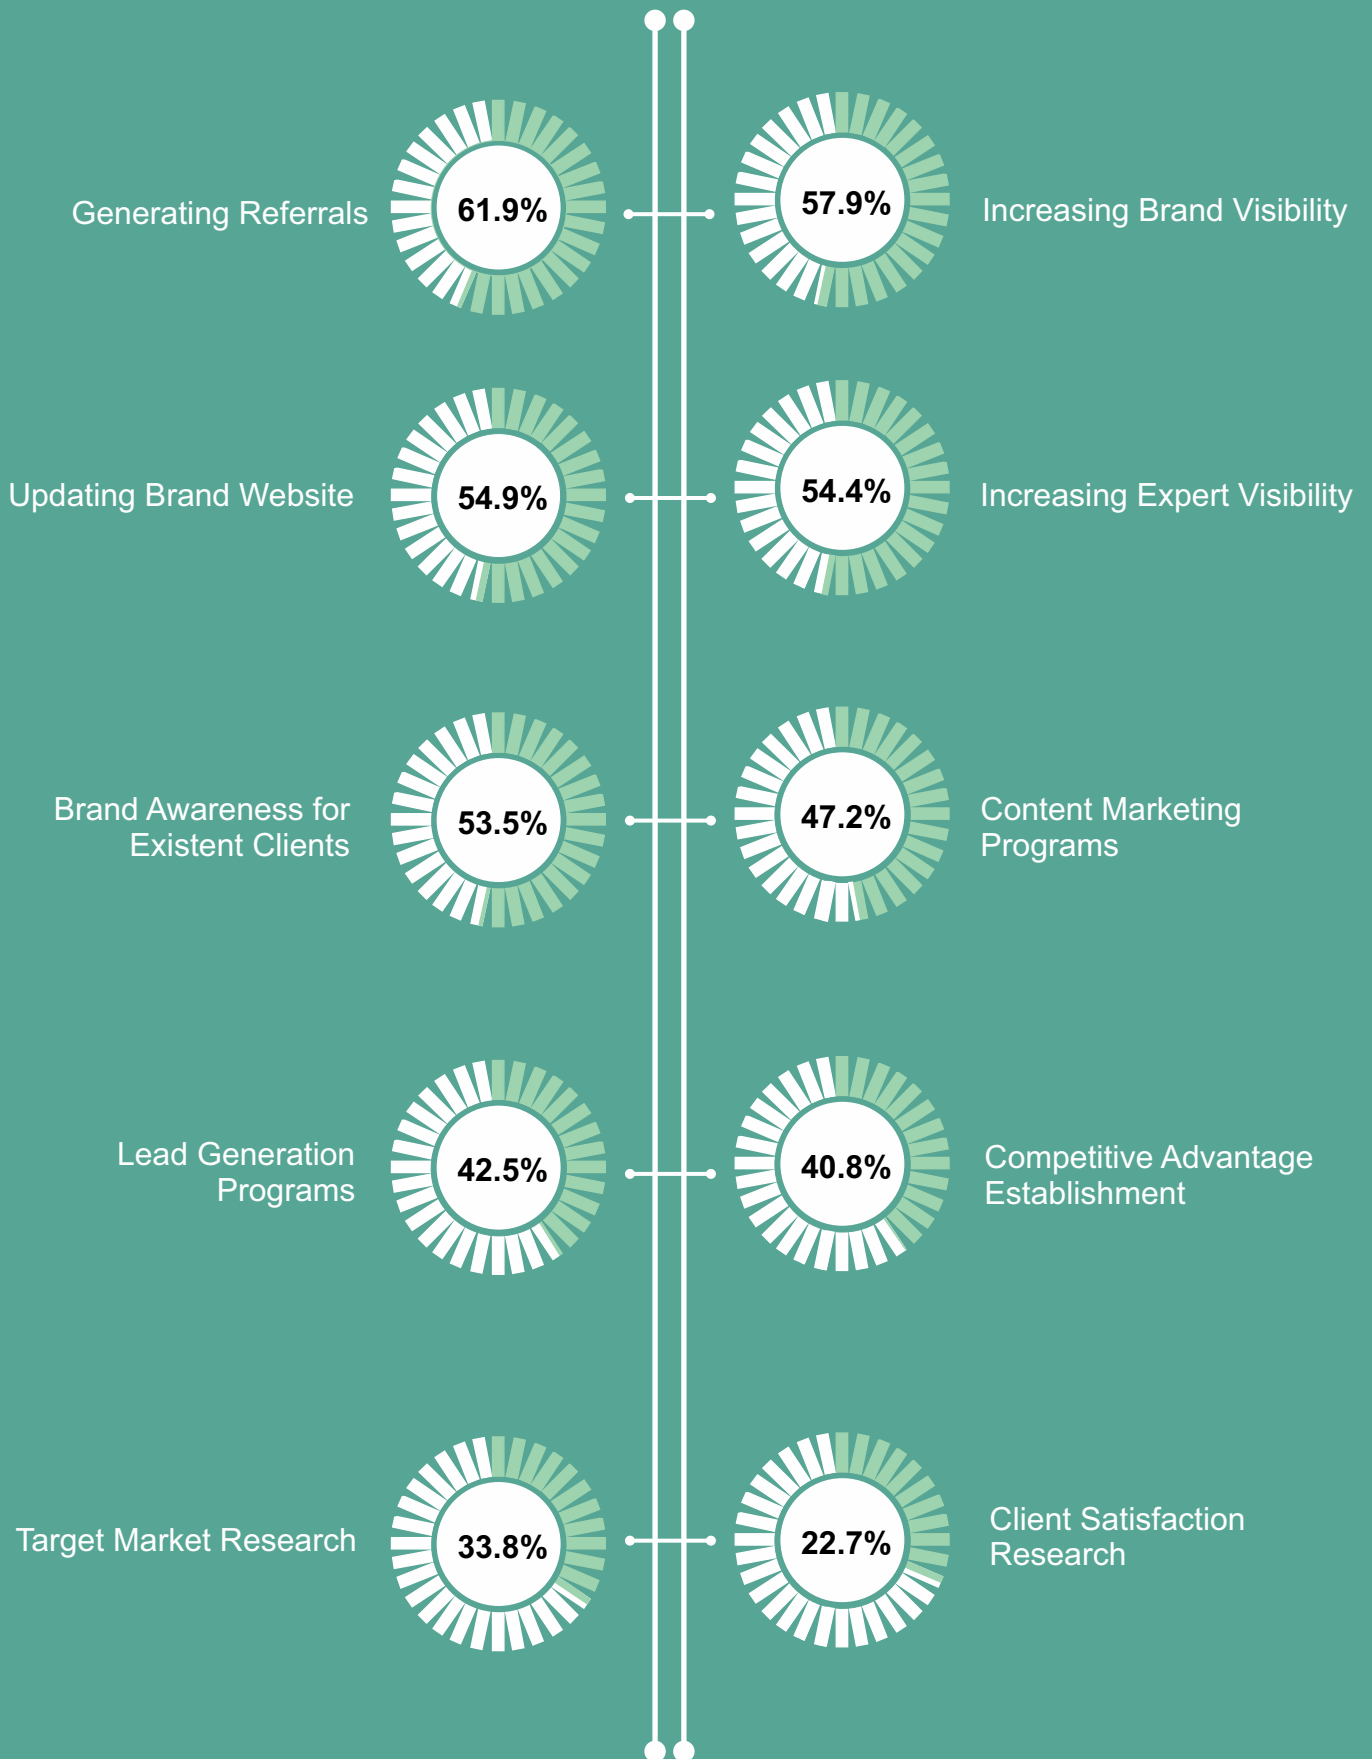 Generating Referrals
61.9%
57.9%
Increasing Brand Visibility
Updating Brand Website
54.9%
54.4%
Increasing Expert Visibility
Brand Awareness for
Existent Clients
53.5%
47.2%
Content Marketing
Programs
Lead Generation
Programs
42.5%
40.8%
Competitive Advantage
Establishment
Target Market Research
33.8%
22.7%
Client Satisfaction
Research